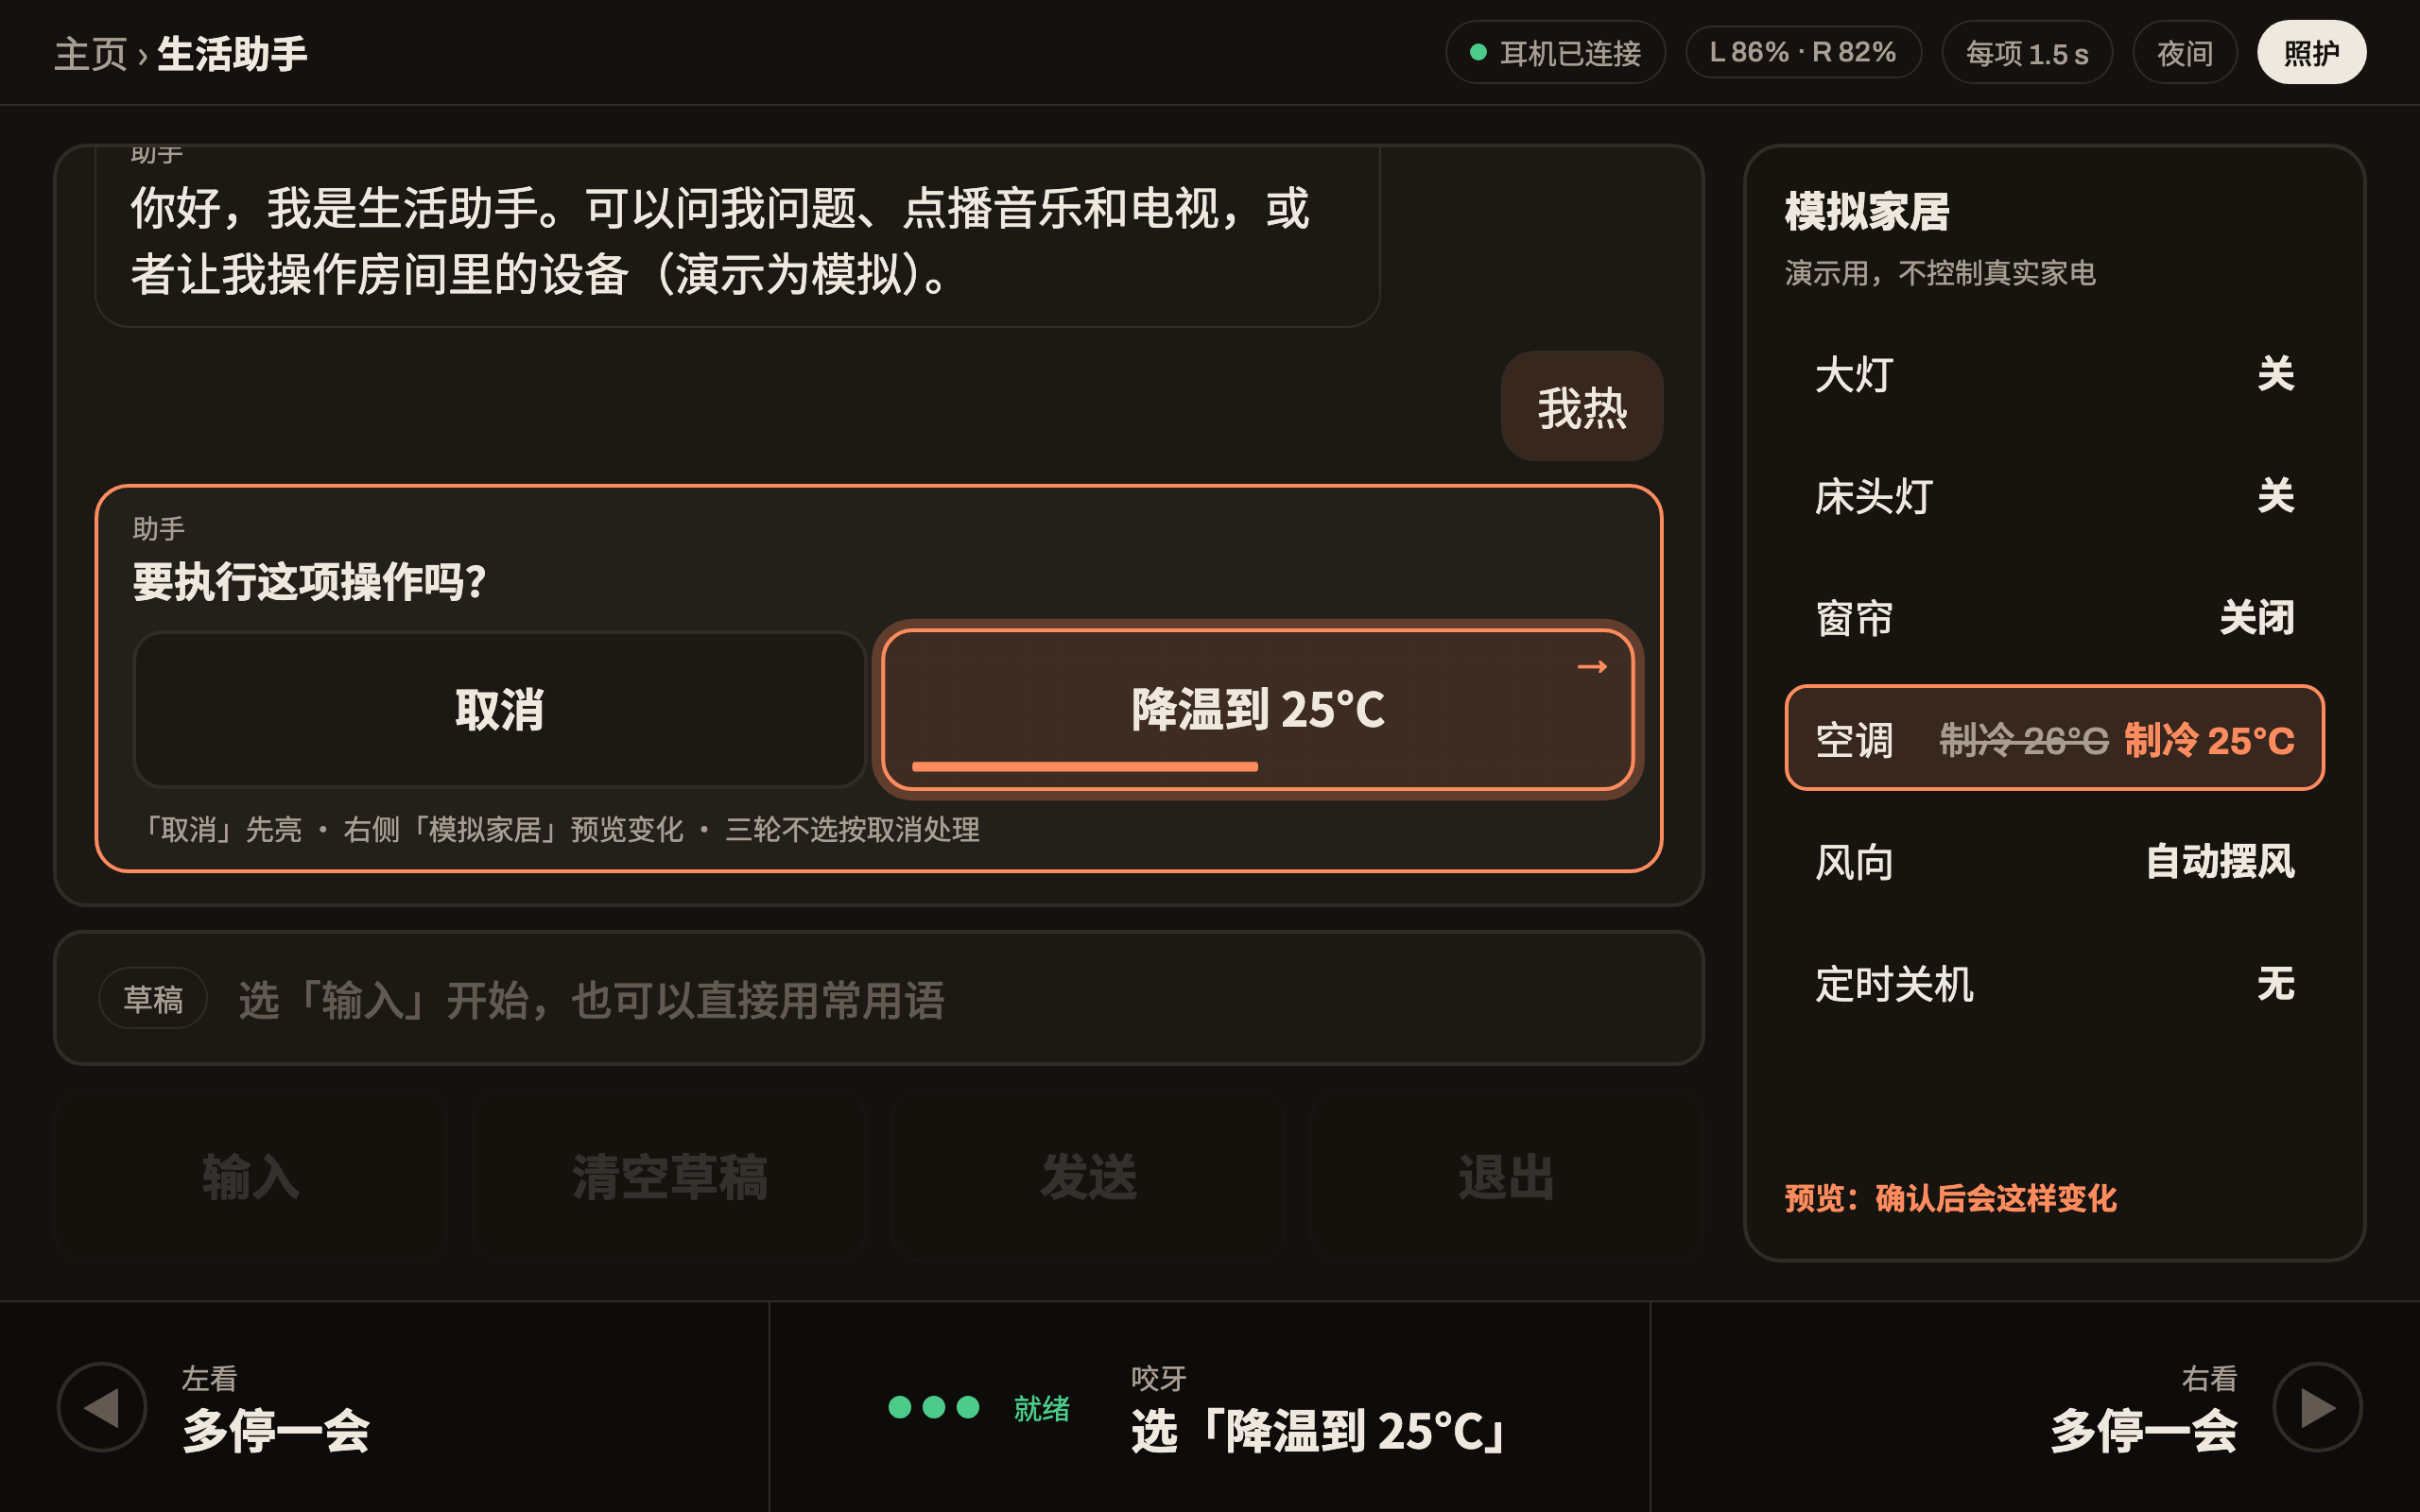 主页 › 生活助手
耳机已连接
L 86% · R 82%
每项 1.5 s
夜间
照护
助手
你好，我是生活助手。可以问我问题、点播音乐和电视，或
者让我操作房间里的设备（演示为模拟）。
我热
助手
要执行这项操作吗？
取消
降温到 25°C
→
「取消」先亮 · 右侧「模拟家居」预览变化 · 三轮不选按取消处理
草稿
选「输入」开始，也可以直接用常用语
输入
清空草稿
发送
退出
模拟家居
演示用，不控制真实家电
大灯 关
床头灯 关
窗帘 关闭
空调 制冷 26°C 制冷 25°C
风向 自动摆风
定时关机 无
预览：确认后会这样变化
左看
多停一会
就绪
咬牙
选「降温到 25°C」
右看
多停一会